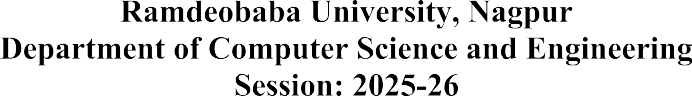 Ramdeobaba University, Nagpur
Department of Computer Science and Engineering
Session: 2025-26